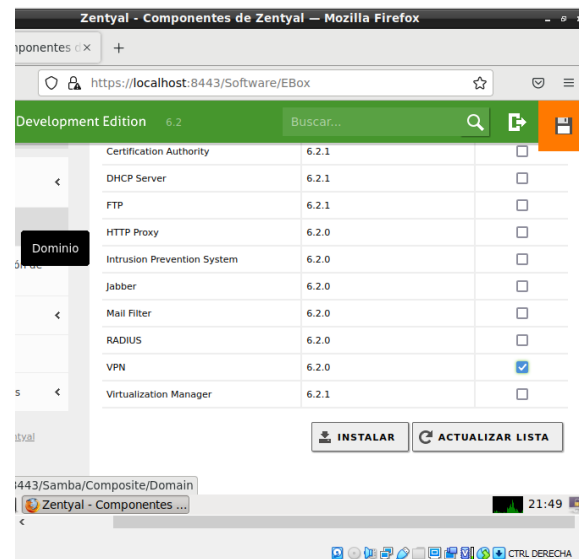 Zentyal - Componentes de Zentyal — Mozilla Firefox
mponentes d
https://localhost:8443/Software/EBox
Development Edition 6.2 Buscar...
Certification Authority 6.2.1
DHCP Server 6.2.1
FTP 6.2.1
HTTP Proxy 6.2.0
Dominio
Intrusion Prevention System 6.2.0
Jabber 6.2.0
Mail Filter 6.2.0
RADIUS 6.2.0
VPN 6.2.0
Virtualization Manager 6.2.1
INSTALAR ACTUALIZAR LISTA
ntyal
8443/Samba/Composite/Domain
Zentyal - Componentes ... 21:49
CTRL DERECHA